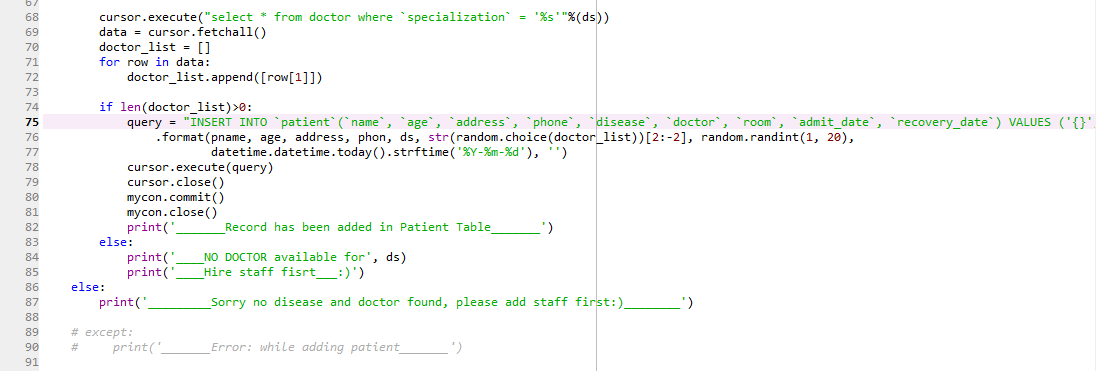 67
68 cursor.execute("select * from doctor where `specialization` = '%s'"%(ds))
69 data = cursor.fetchall()
70 doctor_list = []
71 for row in data:
72 doctor_list.append([row[1]])
73
74 if len(doctor_list)>0:
75 query = "INSERT INTO `patient`(`name`, `age`, `address`, `phone`, `disease`, `doctor`, `room`, `admit_date`, `recovery_date`) VALUES ('{}'
76 .format(pname, age, address, phon, ds, str(random.choice(doctor_list))[2:-2], random.randint(1, 20),
77 datetime.datetime.today().strftime('%Y-%m-%d'), '')
78 cursor.execute(query)
79 cursor.close()
80 mycon.commit()
81 mycon.close()
82 print('_______Record has been added in Patient Table_______')
83 else:
84 print('____NO DOCTOR available for', ds)
85 print('____Hire staff fisrt___:)')
86 else:
87 print('_________Sorry no disease and doctor found, please add staff first:)________')
88
89 # except:
90 # print('_______Error: while adding patient_______')
91